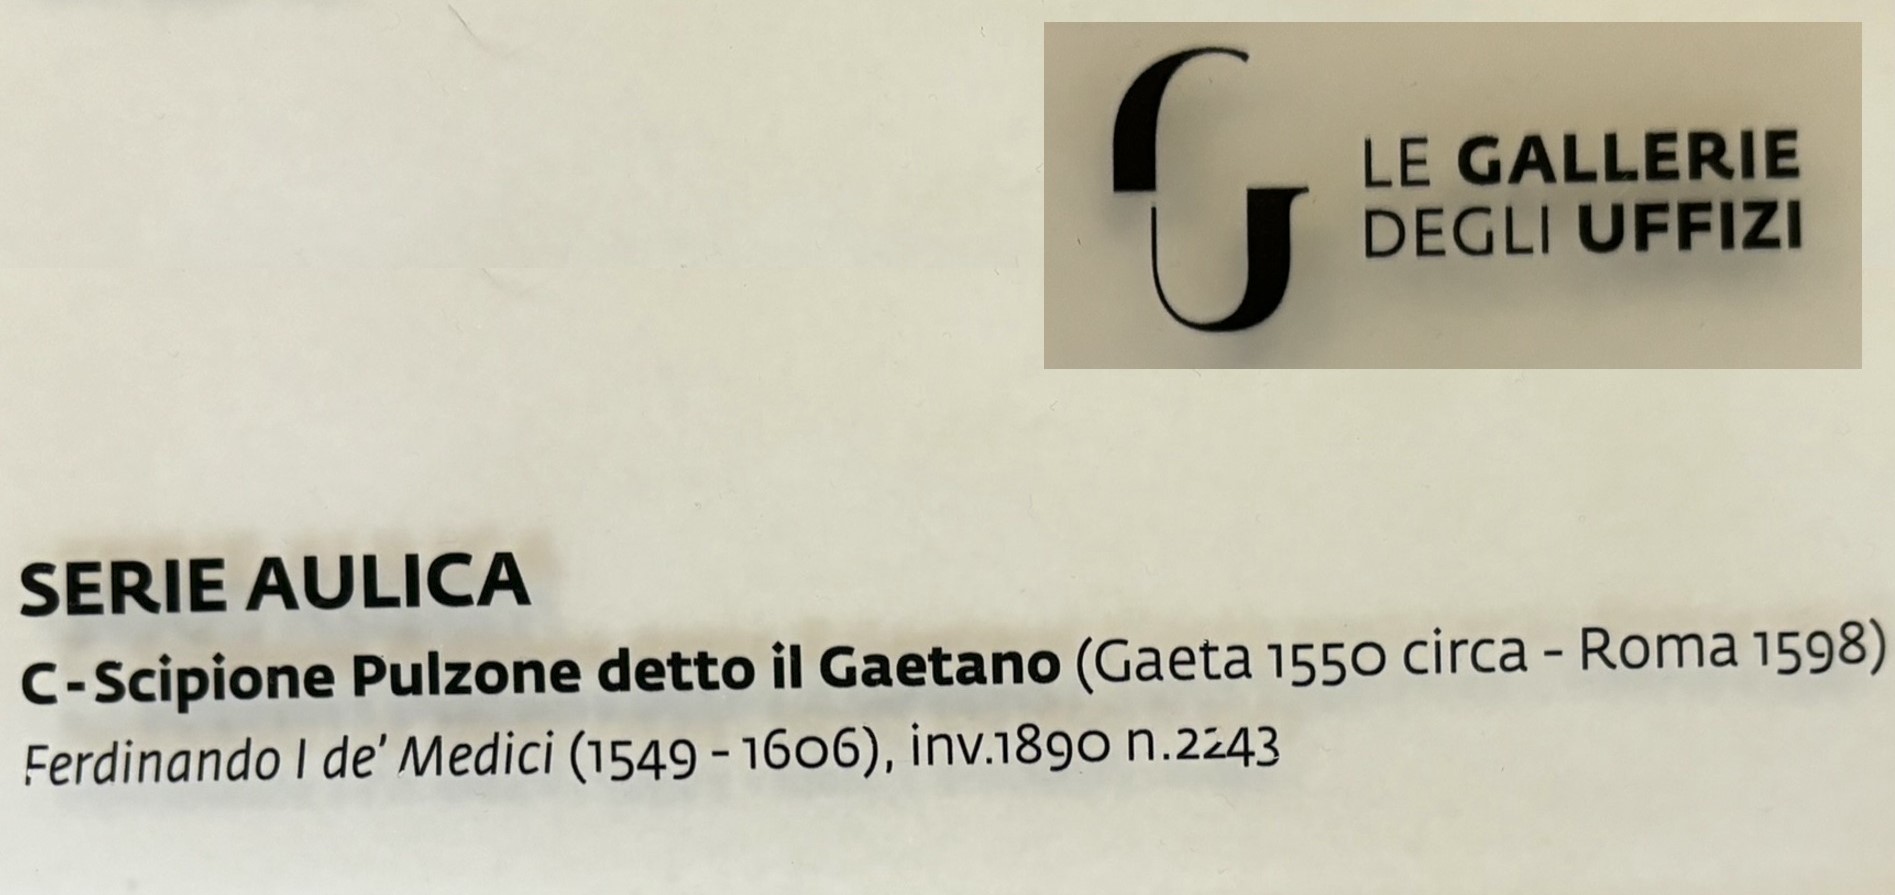 LE GALLERIE
DEGLI UFFIZI
SERIE AULICA
C-Scipione Pulzone detto il Gaetano (Gaeta 1550 circa - Roma 1598)
Ferdinando I de' Medici (1549 - 1606), inv.1890 n.2243